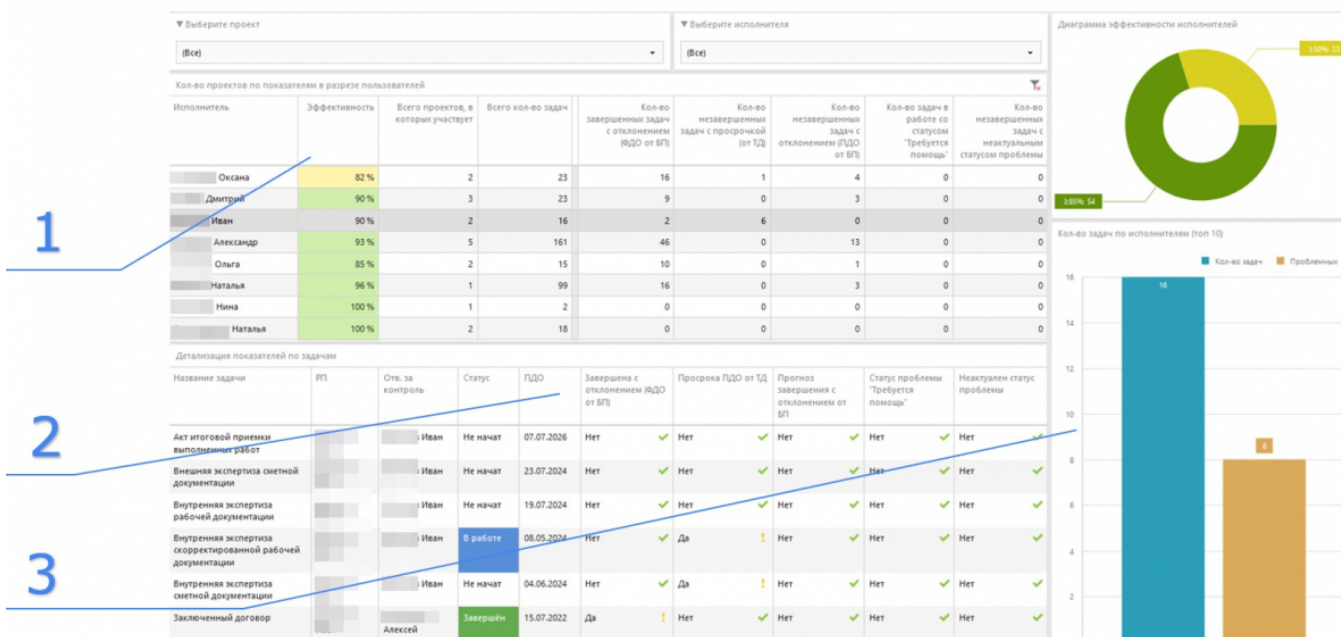 ▼ Выберите проект
(Все)
▼ Выберите исполнителя
(Все)
Диаграмма эффективности исполнителей
≥85%: 54
Кол-во проектов по показателям в разрезе пользователей
Исполнитель
Эффективность
Всего проектов, в
которых участвует
Всего кол-во задач
Кол-во
завершенных задач
с отклонением
(ФДО от БП)
Кол-во
незавершенных
задач с просрочкой
(от ТД)
Кол-во
незавершенных
задач с
отклонением (ПДО
от БП)
Кол-во задач в
работе со
статусом
"Требуется
помощь"
Кол-во
незавершенных
задач с
неактуальным
статусом проблемы
Оксана 82 % 2 23 16 1 4 0 0
Дмитрий 90 % 3 23 9 0 3 0 0
Иван 90 % 2 16 2 6 0 0 0
Александр 93 % 5 161 46 0 13 0 0
Ольга 85 % 2 15 10 0 1 0 0
Наталья 96 % 1 99 16 0 3 0 0
Нина 100 % 1 2 0 0 0 0 0
Наталья 100 % 2 18 0 0 0 0 0
1
2
3
Детализация показателей по задачам
Название задачи
РП
Отв. за
контроль
Статус
ПДО
Завершена с
отклонением (ФДО
от БП)
Просрока ПДО от ТД
Прогноз
завершения с
отклонением от
БП
Статус проблемы
"Требуется
помощь"
Неактуален статус
проблемы
Акт итоговой приемки
выполненных работ
Иван Не начат 07.07.2026 Нет Нет Нет Нет Нет
Внешняя экспертиза сметной
документации
Иван Не начат 23.07.2024 Нет Нет Нет Нет Нет
Внутренняя экспертиза
рабочей документации
Иван Не начат 19.07.2024 Нет Нет Нет Нет Нет
Внутренняя экспертиза
скорректированной рабочей
документации
Иван В работе 08.05.2024 Нет Да Нет Нет Нет
Внутренняя экспертиза
сметной документации
Иван Не начат 04.06.2024 Нет Да Нет Нет Нет
Заключенный договор
Алексей
Завершён 15.07.2022 Да Нет Нет Нет Нет
Кол-во задач по исполнителям (топ 10)
Кол-во задач
Проблемных
16
14
12
10
8
6
4
2
16